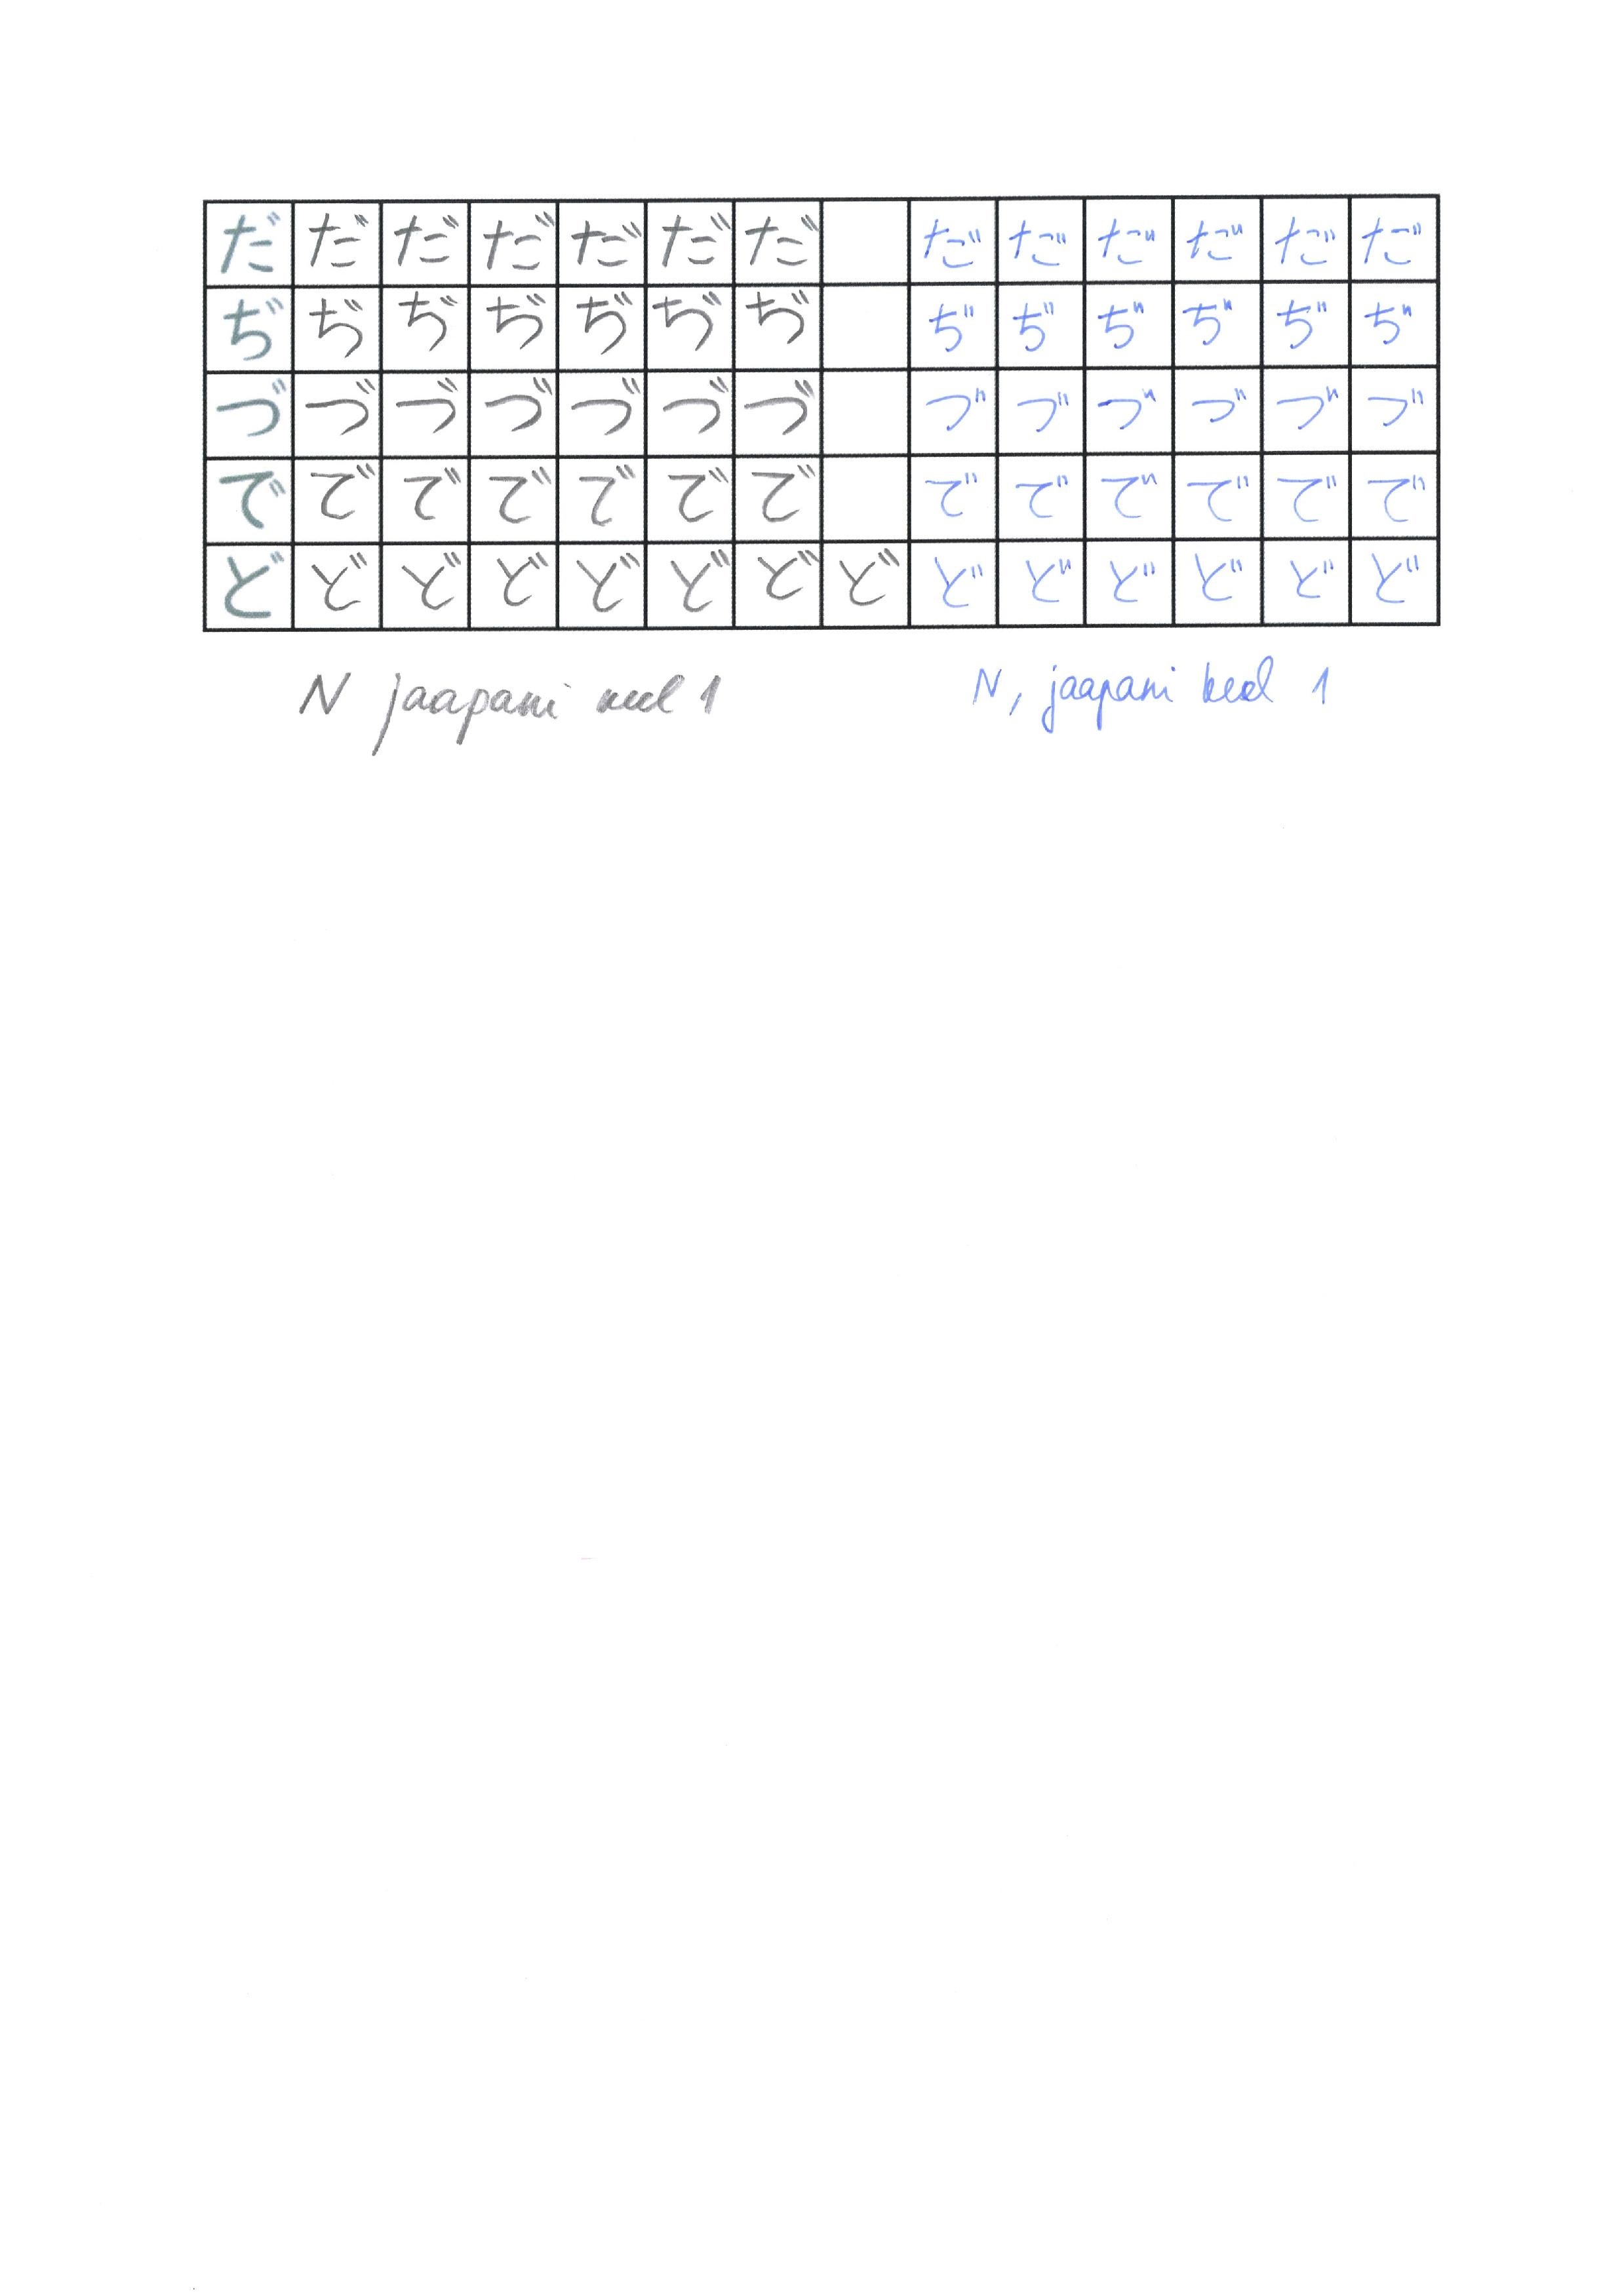 だ だ だ だ だ だ だ だ だ だ だ だ だ
ぢ ぢ ぢ ぢ ぢ ぢ ぢ ぢ ぢ ぢ ぢ ぢ ぢ
づ づ づ づ づ づ づ づ づ づ づ づ づ
で で で で で で で で で で で で で
ど ど ど ど ど ど ど ど ど ど ど ど ど ど
N jaapani keel 1 N, jaapani keel 1